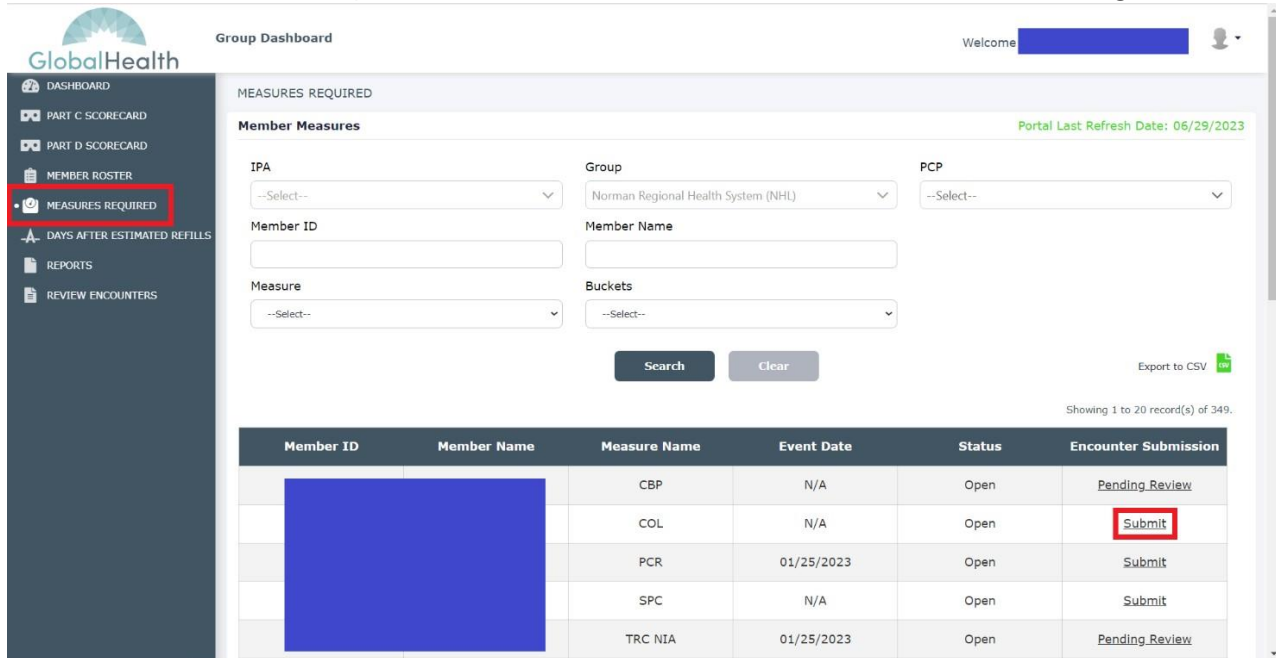 GlobalHealth
Group Dashboard
Welcome
DASHBOARD
PART C SCORECARD
PART D SCORECARD
MEMBER ROSTER
MEASURES REQUIRED
DAYS AFTER ESTIMATED REFILLS
REPORTS
REVIEW ENCOUNTERS
MEASURES REQUIRED
Member Measures Portal Last Refresh Date: 06/29/2023
IPA Group PCP
--Select-- Norman Regional Health System (NHL) --Select--
Member ID Member Name
Measure Buckets
--Select-- --Select--
Search Clear Export to CSV CSV
Showing 1 to 20 record(s) of 349.
Member ID Member Name Measure Name Event Date Status Encounter Submission
CBP N/A Open Pending Review
COL N/A Open Submit
PCR 01/25/2023 Open Submit
SPC N/A Open Submit
TRC NIA 01/25/2023 Open Pending Review